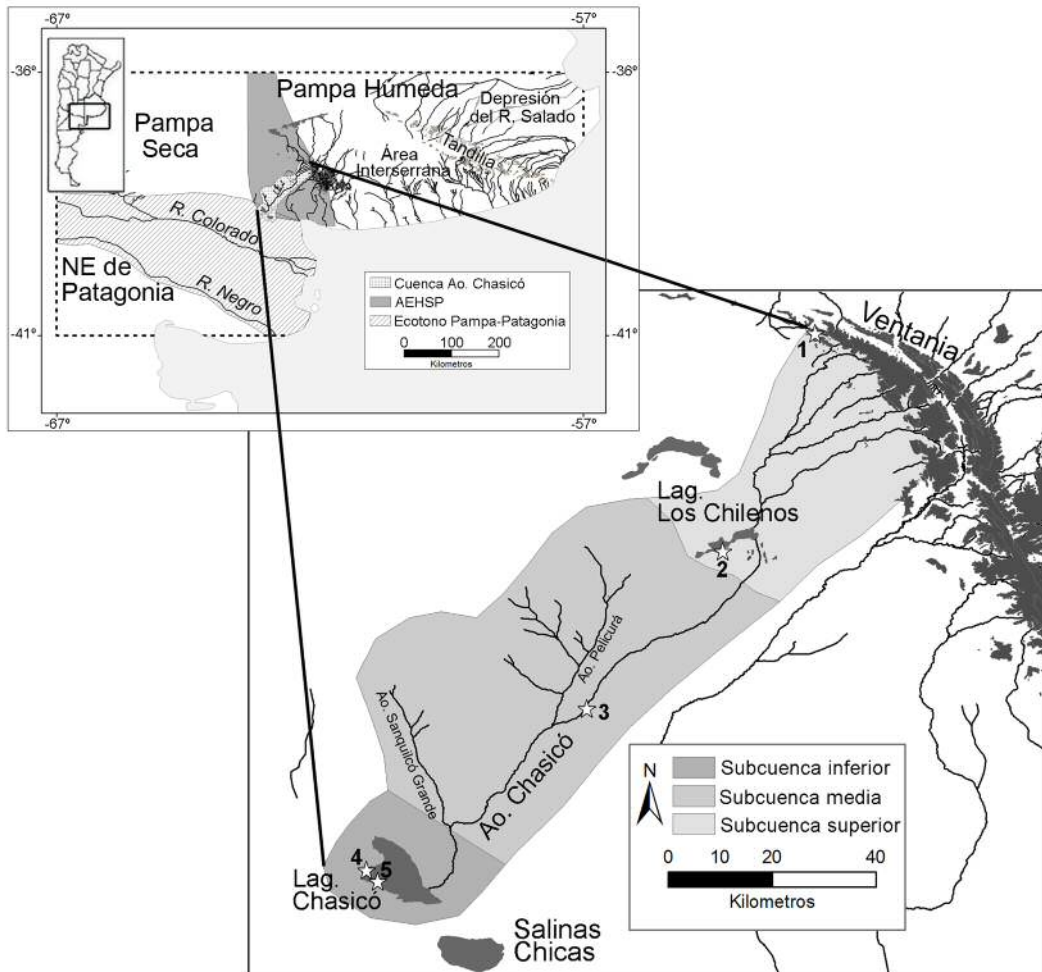 -67°
-57°
-36°
-36°
Pampa Húmeda
Depresión
del R. Salado
Pampa
Seca
Tandilia
Área
Interserrana
R. Colorado
NE de
Patagonia
R. Negro
Cuenca Ao. Chasicó
AEHSP
Ecotono Pampa-Patagonia
0 100 200
Kilometros
-41°
-41°
-67°
-57°
Ventania
1
Lag.
Los Chilenos
2
Ao. Pelicurá
3
Ao. Sanquilcó Grande
Ao. Chasicó
4
5
Lag.
Chasicó
Salinas
Chicas
N
Subcuenca inferior
Subcuenca media
Subcuenca superior
0 10 20 40
Kilometros